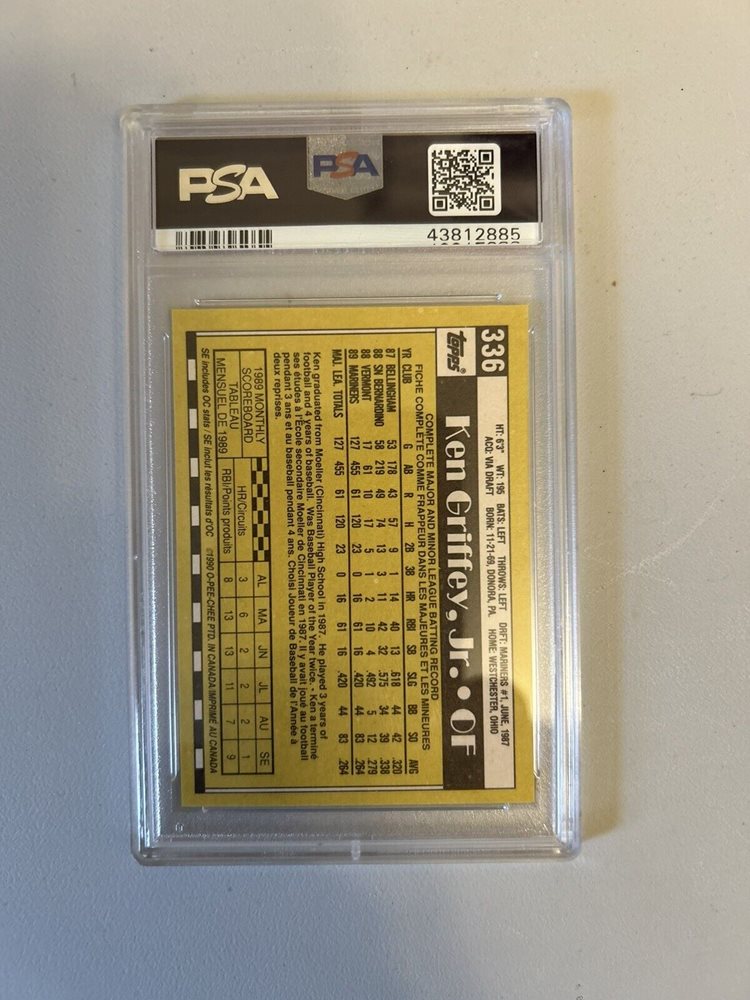 PSA
PSA
43812885
336
HT: 6'3" WT: 195 BATS: LEFT THROWS: LEFT DRFT: MARINERS #1, JUNE, 1987
ACQ: VIA DRAFT BORN: 11-21-69, DONORA, PA. HOME: WESTCHESTER, OHIO
TOPPS®
Ken Griffey, Jr. • OF
COMPLETE MAJOR AND MINOR LEAGUE BATTING RECORD
FICHE COMPLÈTE COMME FRAPPEUR DANS LES MAJEURES ET LES MINEURES
YR CLUB G AB R H 2B 3B HR RBI SB SLG BB SO AVG
87 BELLINGHAM 53 178 43 57 9 1 14 40 13 .618 44 42 .320
88 SN BERNARDINO 58 219 49 74 13 3 11 42 32 .575 34 39 .338
88 VERMONT 17 61 10 17 5 1 2 10 4 .492 5 12 .279
89 MARINERS 127 455 61 120 23 0 16 61 16 .420 44 83 .264
MAJ. LEA. TOTALS 127 455 61 120 23 0 16 61 16 .420 44 83 .264
Ken graduated from Moeller (Cincinnati) High School in 1987. He played 3 years of
football and 4 years of baseball. Was Baseball Player of the Year twice. • Ken a terminé
ses études à l'École secondaire Moeller de Cincinnati en 1987. Il y avait joué au football
pendant 3 ans et au baseball pendant 4 ans. Choisi Joueur de Baseball de l'Année à
deux reprises.
1989 MONTHLY
SCOREBOARD
TABLEAU
MENSUEL DE 1989
AL MA JN JL AU SE
HR/Circuits 3 6 2 2 2 1
RBI/Points produits 8 13 13 11 7 9
SE includes OC stats / SE inclut les résultats d'OC ©1990 O-PEE-CHEE PTD. IN CANADA/IMPRIMÉ AU CANADA